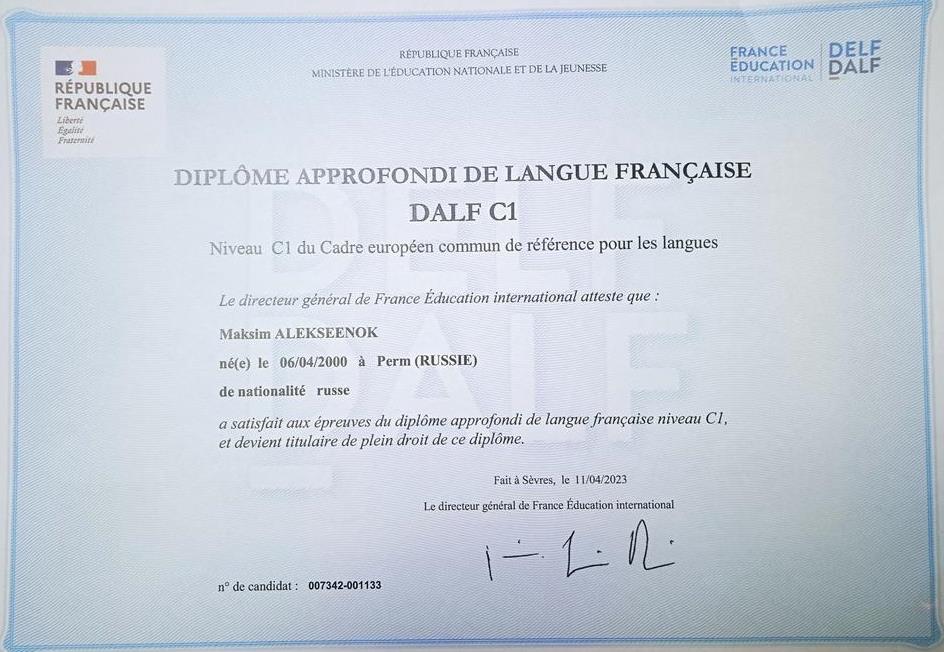 RÉPUBLIQUE FRANÇAISE
MINISTÈRE DE L'ÉDUCATION NATIONALE ET DE LA JEUNESSE
RÉPUBLIQUE
FRANÇAISE
Liberté
Égalité
Fraternité
FRANCE
ÉDUCATION
INTERNATIONAL
DELF
DALF
DIPLÔME APPROFONDI DE LANGUE FRANÇAISE
DALF C1
Niveau C1 du Cadre européen commun de référence pour les langues
Le directeur général de France Éducation international atteste que :
Maksim ALEKSEENOK
né(e) le 06/04/2000 à Perm (RUSSIE)
de nationalité russe
a satisfait aux épreuves du diplôme approfondi de langue française niveau C1,
et devient titulaire de plein droit de ce diplôme.
Fait à Sèvres, le 11/04/2023
Le directeur général de France Éducation international
n° de candidat : 007342-001133
DELF
DALF